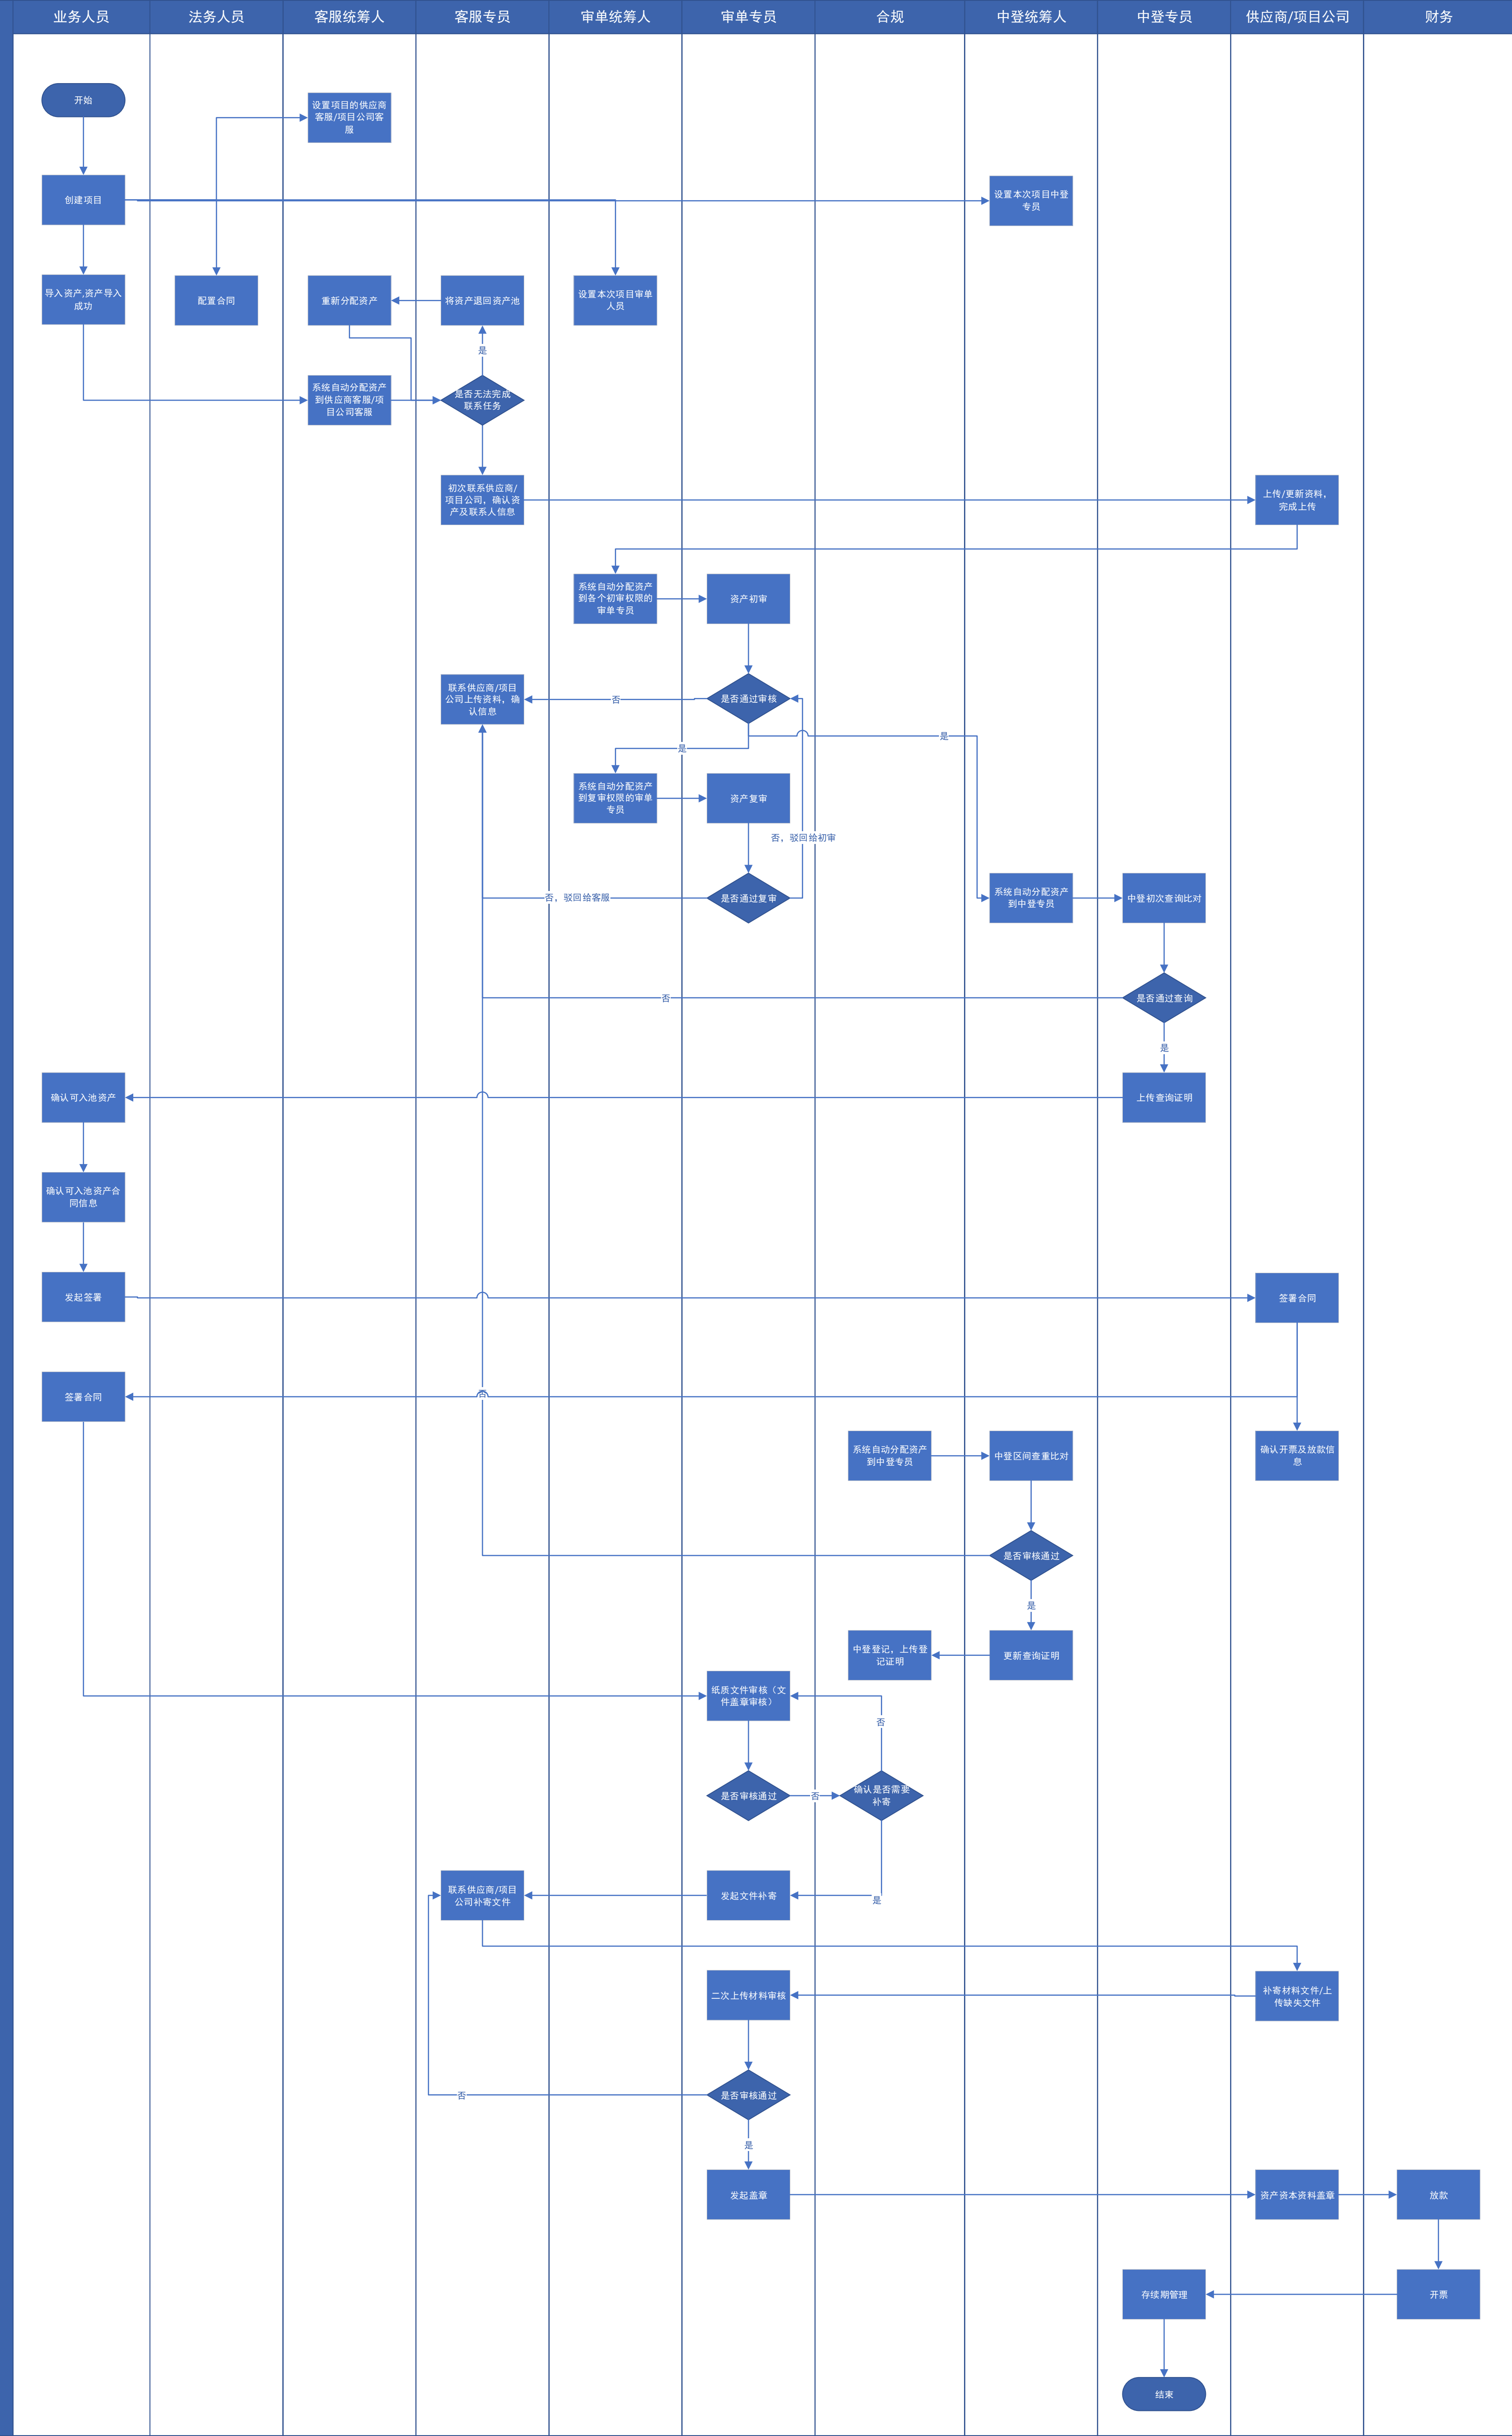 业务人员
法务人员
客服统筹人
客服专员
审单统筹人
审单专员
合规
中登统筹人
中登专员
供应商/项目公司
财务
开始
设置项目的供应商
客服/项目公司客
服
创建项目
设置本次项目中登
专员
导入资产,资产导入
成功
配置合同
重新分配资产
将资产退回资产池
设置本次项目审单
人员
是
系统自动分配资产
到供应商客服/项
目公司客服
是否无法完成
联系任务
初次联系供应商/
项目公司，确认资
产及联系人信息
上传/更新资料，
完成上传
系统自动分配资产
到各个初审权限的
审单专员
资产初审
联系供应商/项目
公司上传资料，确
认信息
否
是否通过审核
是
是
系统自动分配资产
到复审权限的审单
专员
资产复审
否，驳回给初审
否，驳回给客服
是否通过复审
系统自动分配资产
到中登专员
中登初次查询比对
否
是否通过查询
是
确认可入池资产
上传查询证明
确认可入池资产合
同信息
发起签署
签署合同
签署合同
否
系统自动分配资产
到中登专员
中登区间查重比对
确认开票及放款信
息
是否审核通过
是
中登登记，上传登
记证明
更新查询证明
纸质文件审核（文
件盖章审核）
否
是否审核通过
否
确认是否需要
补寄
联系供应商/项目
公司补寄文件
发起文件补寄
是
二次上传材料审核
补寄材料文件/上
传缺失文件
否
是否审核通过
是
发起盖章
资产资本资料盖章
放款
存续期管理
开票
结束